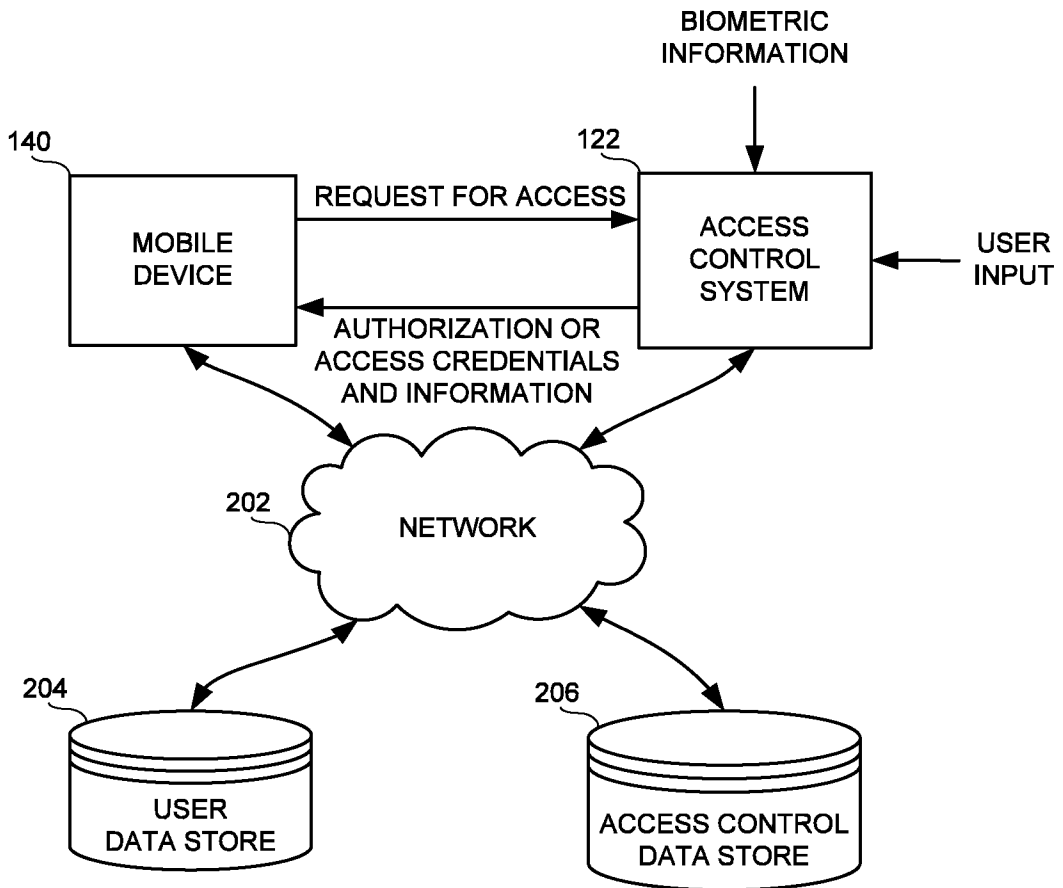 BIOMETRIC
INFORMATION
140
122
REQUEST FOR ACCESS
MOBILE
DEVICE
ACCESS
CONTROL
SYSTEM
USER
INPUT
AUTHORIZATION OR
ACCESS CREDENTIALS
AND INFORMATION
202
NETWORK
204
206
USER
DATA STORE
ACCESS CONTROL
DATA STORE